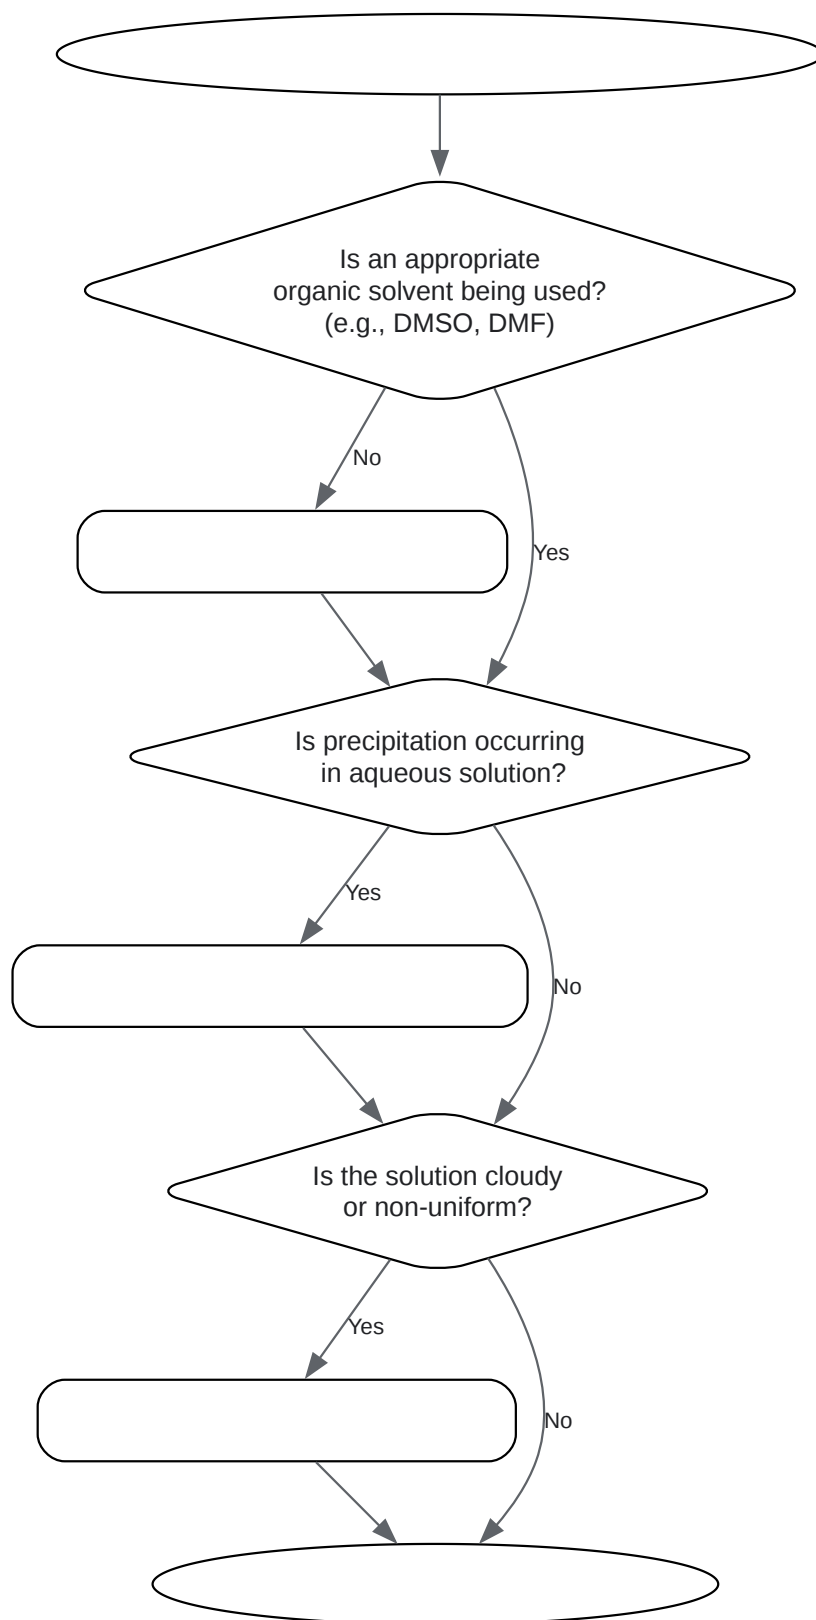 Is an appropriate
organic solvent being used?
(e.g., DMSO, DMF)
No
Yes
Is precipitation occurring
in aqueous solution?
Yes
No
Is the solution cloudy
or non-uniform?
Yes
No